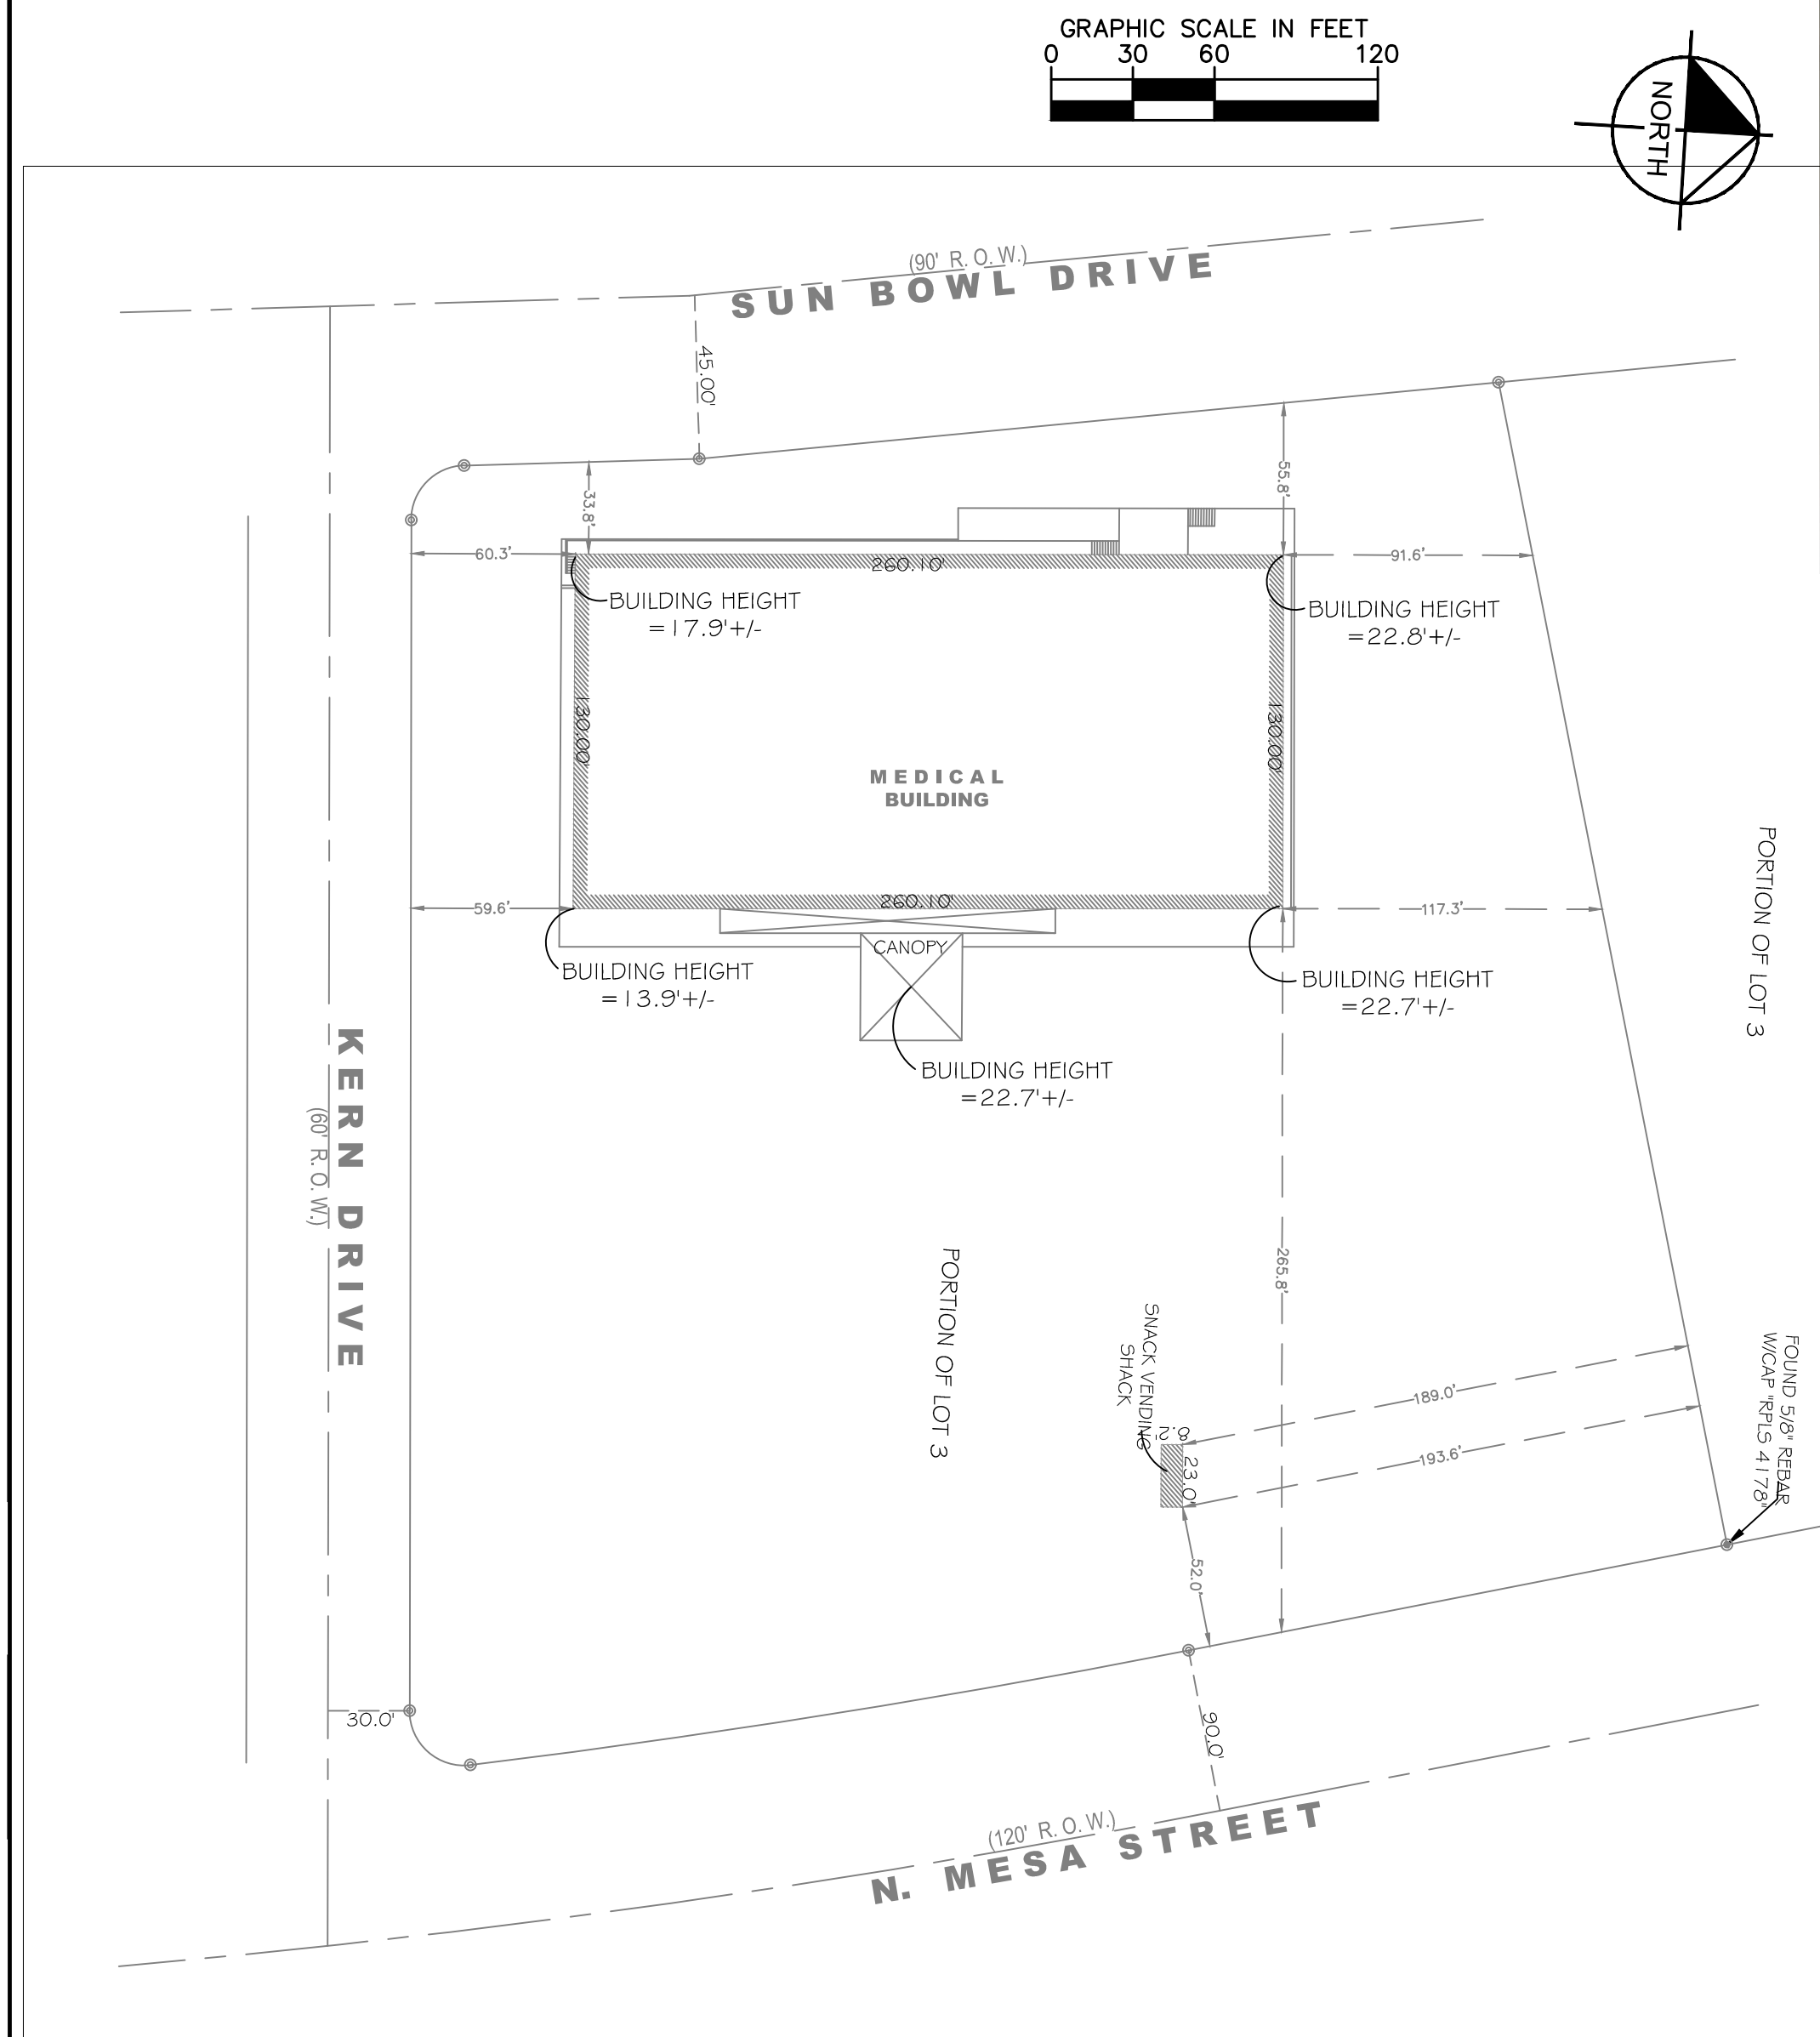 GRAPHIC SCALE IN FEET
0 30 60 120
NORTH
(90' R.O.W.)
SUN BOWL DRIVE
45.00'
33.8'
55.8'
60.3'
260.10'
91.6'
BUILDING HEIGHT
=17.9'+/-
BUILDING HEIGHT
=22.8'+/-
130.00'
130.00'
MEDICAL
BUILDING
PORTION OF LOT 3
59.6'
260.10'
117.3'
CANOPY
BUILDING HEIGHT
=13.9'+/-
BUILDING HEIGHT
=22.7'+/-
BUILDING HEIGHT
=22.7'+/-
KERN DRIVE
(60' R.O.W.)
265.8'
PORTION OF LOT 3
SNACK VENDING
SHACK
FOUND 5/8" REBAR
W/CAP "RPLS 4178"
189.0'
8.2'
23.0'
193.6'
52.0'
30.0'
90.0'
(120' R.O.W.)
N. MESA STREET